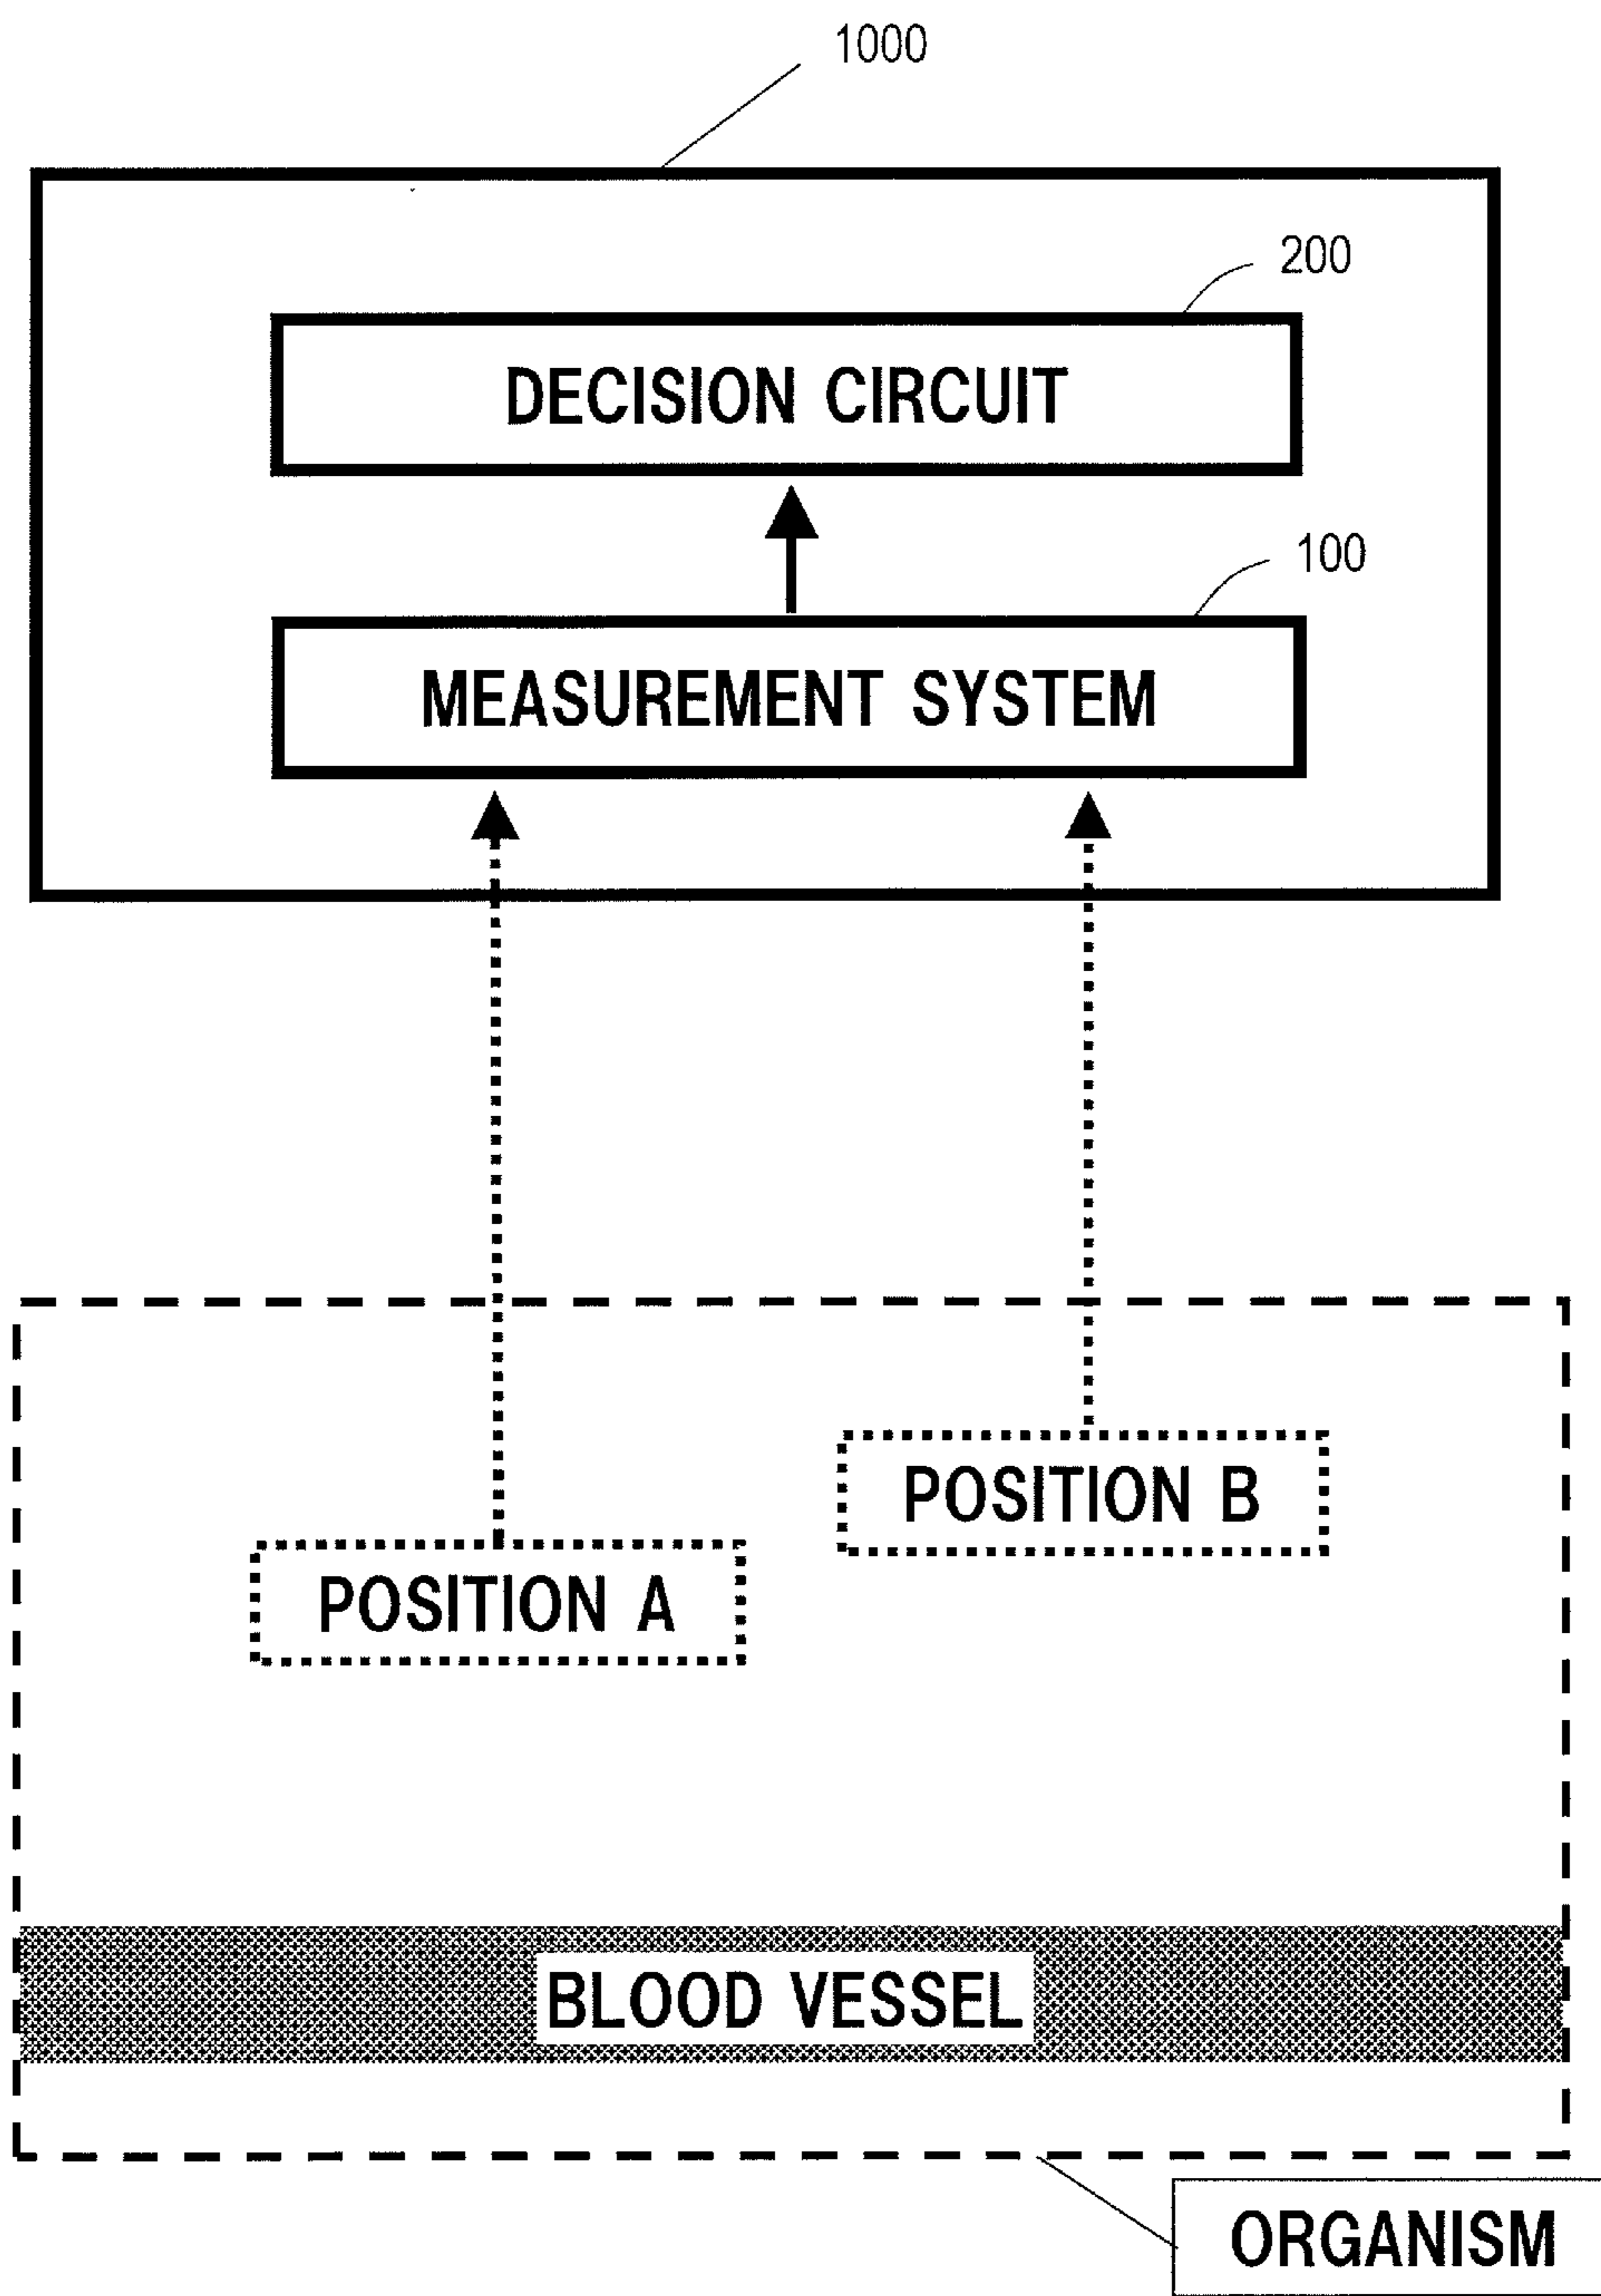 1000
200
DECISION CIRCUIT
100
MEASUREMENT SYSTEM
POSITION B
POSITION A
BLOOD VESSEL
ORGANISM